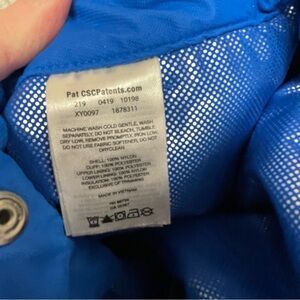 Pat CSCPatents.com
219 0419 10198
XY0097 1878311
MACHINE WASH COLD GENTLE, WASH
SEPARATELY, DO NOT BLEACH, TUMBLE
DRY LOW, REMOVE PROMPTLY, IRON LOW,
DO NOT USE FABRIC SOFTENER, DO NOT
DRYCLEAN
SHELL: 100% NYLON
CUFF: 100% POLYESTER
UPPER LINING: 100% POLYESTER
LOWER LINING: 100% NYLON
INSULATION: 100% POLYESTER
EXCLUSIVE OF TRIMMING
MADE IN VIETNAM